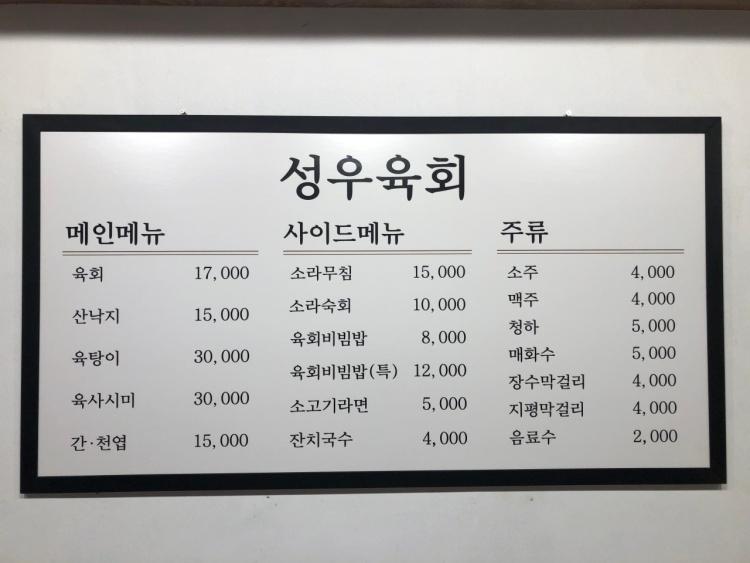 성우육회
메인메뉴
육회 17,000
산낙지 15,000
육탕이 30,000
육사시미 30,000
간·천엽 15,000
사이드메뉴
소라무침 15,000
소라숙회 10,000
육회비빔밥 8,000
육회비빔밥(특) 12,000
소고기라면 5,000
잔치국수 4,000
주류
소주 4,000
맥주 4,000
청하 5,000
매화수 5,000
장수막걸리 4,000
지평막걸리 4,000
음료수 2,000